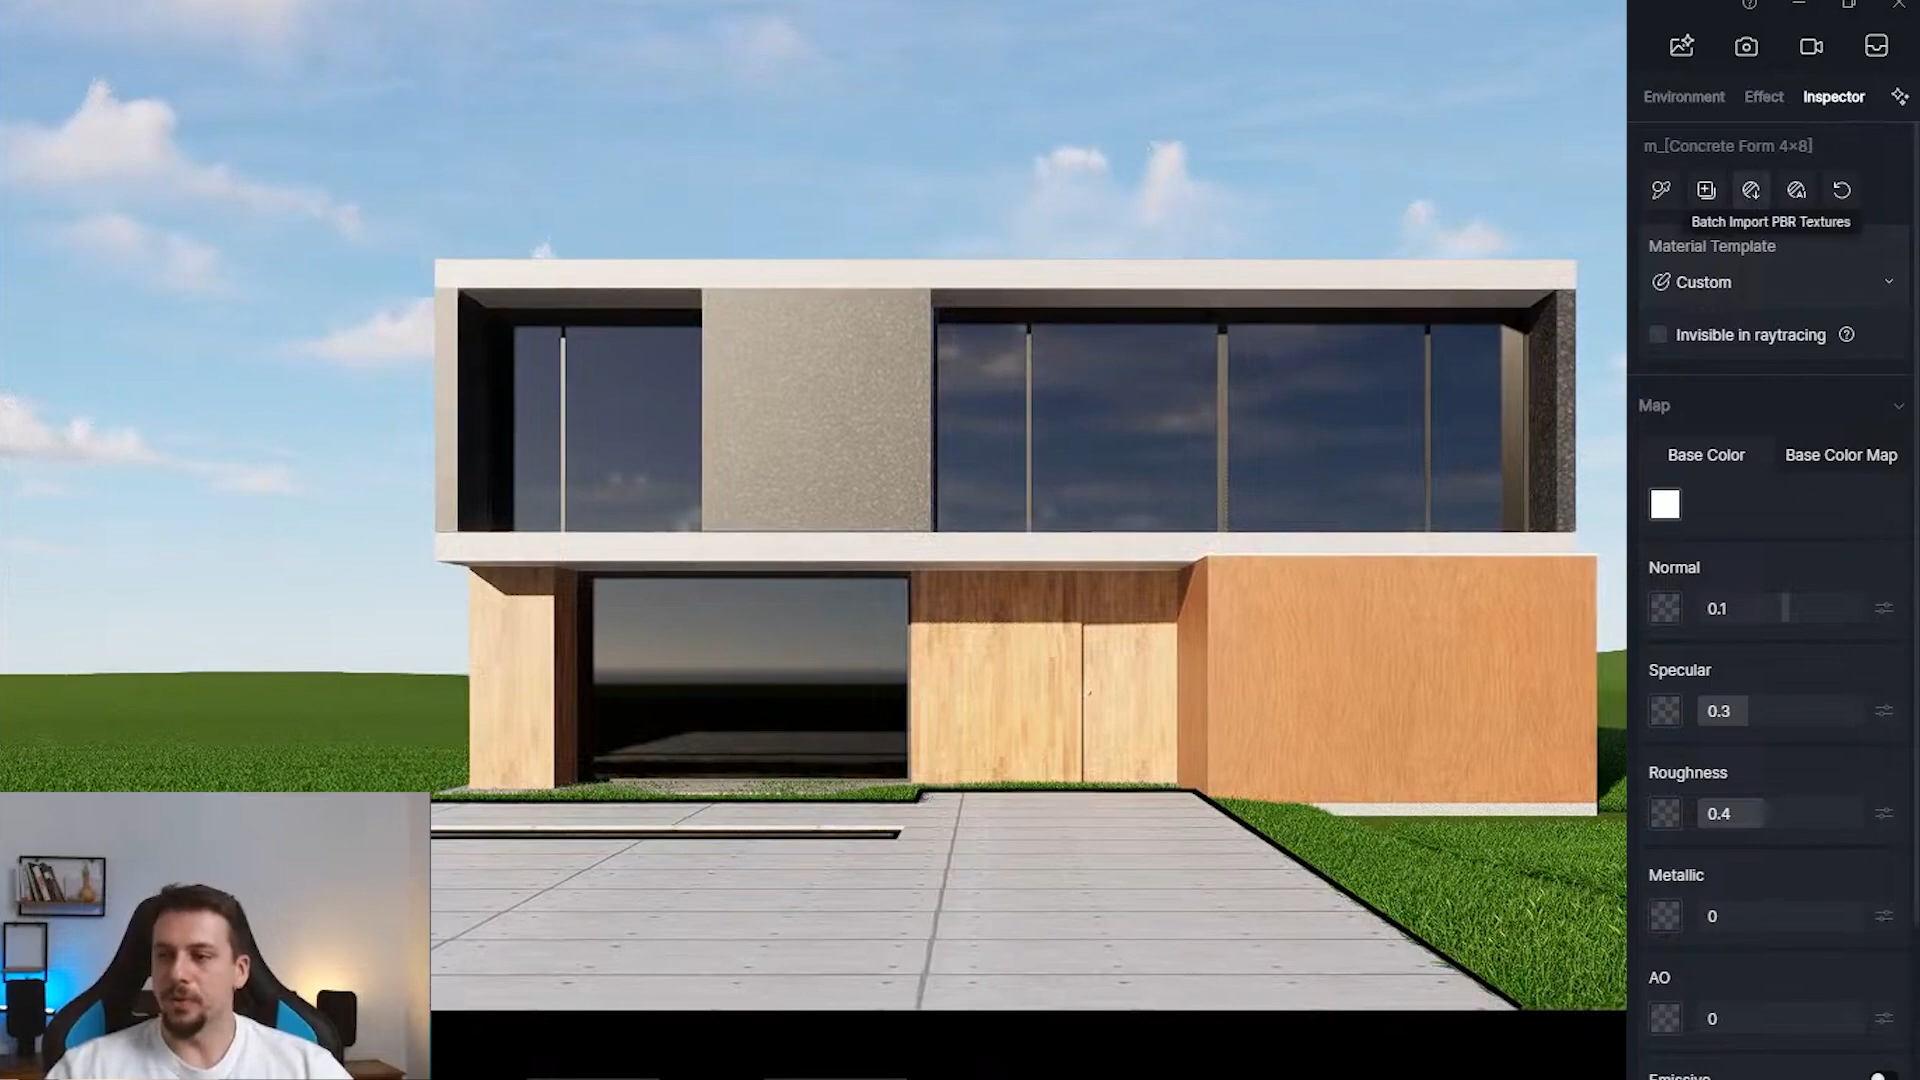 Environment Effect Inspector
m_[Concrete Form 4×8]
Batch Import PBR Textures
Material Template
Custom
Invisible in raytracing
Map
Base Color Base Color Map
Normal
0.1
Specular
0.3
Roughness
0.4
Metallic
0
AO
0
Emissive